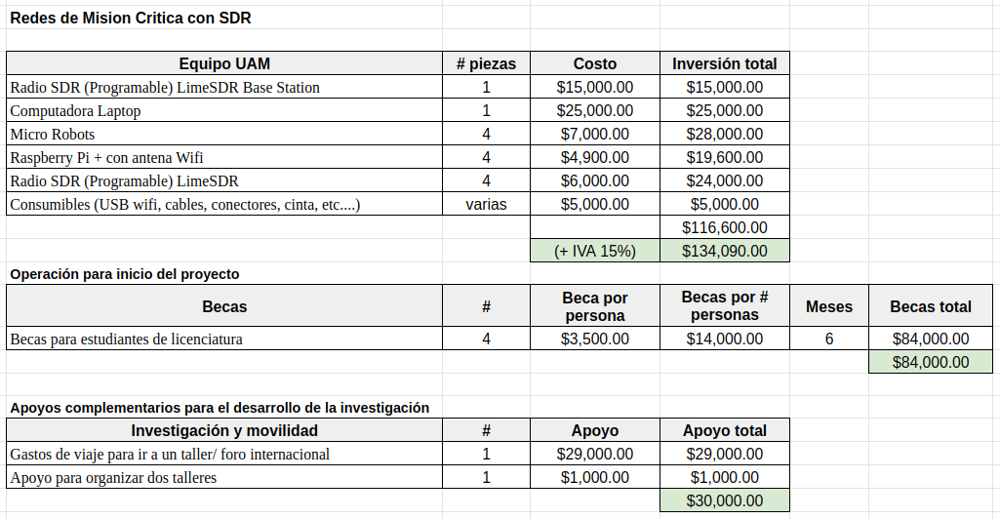 Redes de Mision Critica con SDR
Equipo UAM # piezas Costo Inversión total
Radio SDR (Programable) LimeSDR Base Station 1 $15,000.00 $15,000.00
Computadora Laptop 1 $25,000.00 $25,000.00
Micro Robots 4 $7,000.00 $28,000.00
Raspberry Pi + con antena Wifi 4 $4,900.00 $19,600.00
Radio SDR (Programable) LimeSDR 4 $6,000.00 $24,000.00
Consumibles (USB wifi, cables, conectores, cinta, etc....) varias $5,000.00 $5,000.00
$116,600.00
(+ IVA 15%) $134,090.00
Operación para inicio del proyecto
Becas # Beca por persona Becas por # personas Meses Becas total
Becas para estudiantes de licenciatura 4 $3,500.00 $14,000.00 6 $84,000.00
$84,000.00
Apoyos complementarios para el desarrollo de la investigación
Investigación y movilidad # Apoyo Apoyo total
Gastos de viaje para ir a un taller/ foro internacional 1 $29,000.00 $29,000.00
Apoyo para organizar dos talleres 1 $1,000.00 $1,000.00
$30,000.00